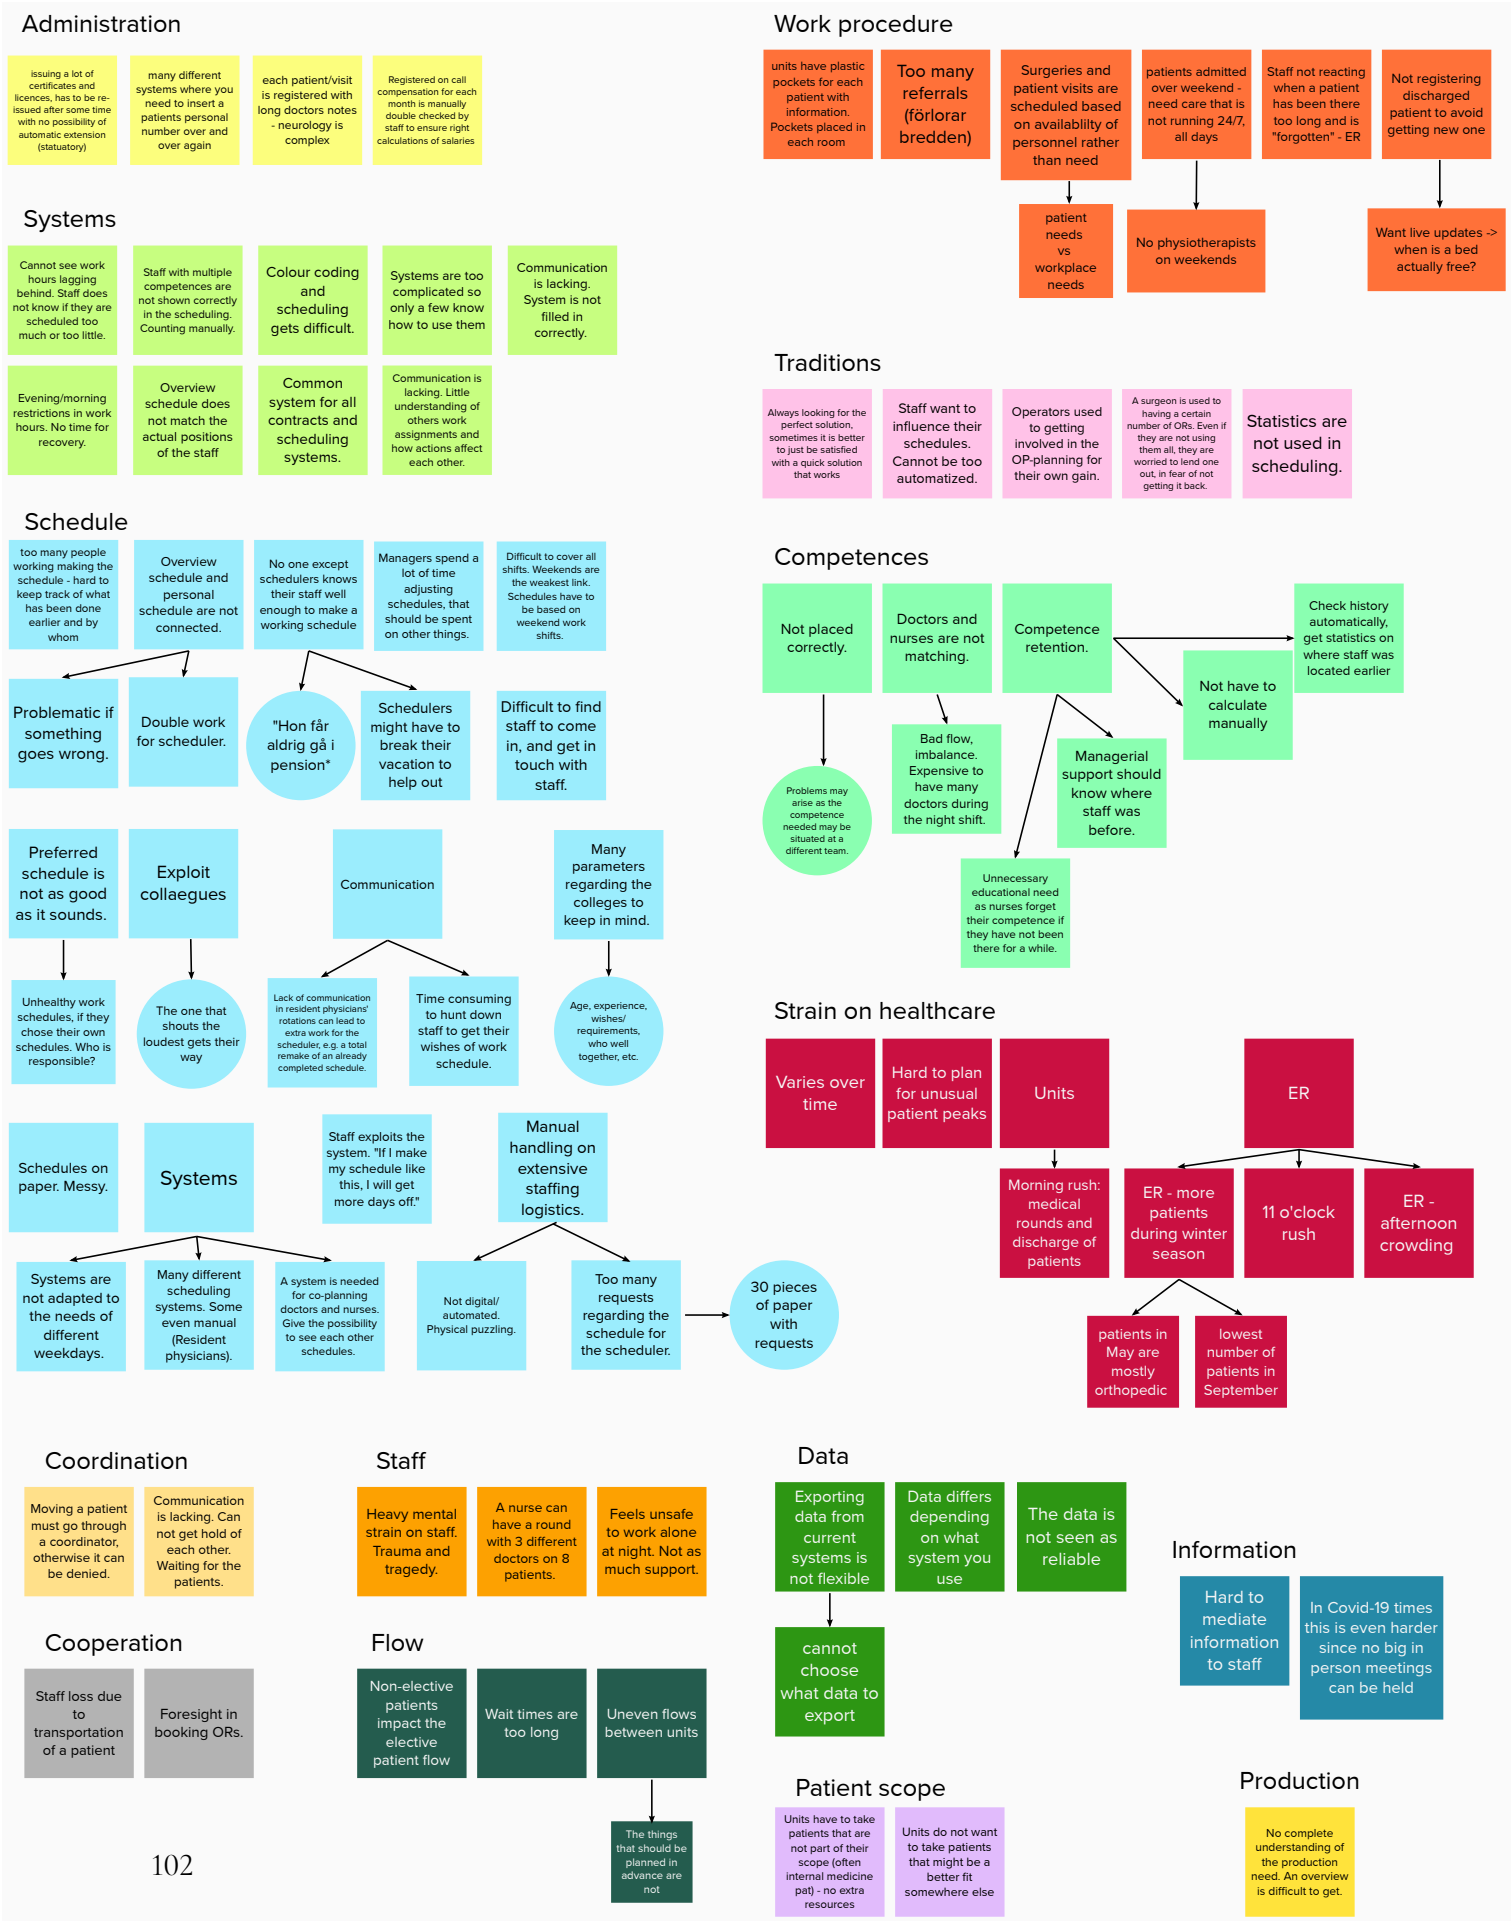 Administration
issuing a lot of
certificates and
licences, has to be re-
issued after some time
with no possibility of
automatic extension
(statuatory)
many different
systems where you
need to insert a
patients personal
number over and
over again
each patient/visit
is registered with
long doctors notes
- neurology is
complex
Registered on call
compensation for each
month is manually
double checked by
staff to ensure right
calculations of salaries
Systems
Cannot see work
hours lagging
behind. Staff does
not know if they are
scheduled too
much or too little.
Staff with multiple
competences are
not shown correctly
in the scheduling.
Counting manually.
Colour coding
and
scheduling
gets difficult.
Systems are too
complicated so
only a few know
how to use them
Communication
is lacking.
System is not
filled in
correctly.
Evening/morning
restrictions in work
hours. No time for
recovery.
Overview
schedule does
not match the
actual positions
of the staff
Common
system for all
contracts and
scheduling
systems.
Communication is
lacking. Little
understanding of
others work
assignments and
how actions affect
each other.
Schedule
too many people
working making the
schedule - hard to
keep track of what
has been done
earlier and by
whom
Overview
schedule and
personal
schedule are not
connected.
No one except
schedulers knows
their staff well
enough to make a
working schedule
Managers spend a
lot of time
adjusting
schedules, that
should be spent
on other things.
Difficult to cover all
shifts. Weekends are
the weakest link.
Schedules have to
be based on
weekend work
shifts.
Problematic if
something
goes wrong.
Double work
for scheduler.
"Hon får
aldrig gå i
pension"
Schedulers
might have to
break their
vacation to
help out
Difficult to find
staff to come
in, and get in
touch with
staff.
Preferred
schedule is
not as good
as it sounds.
Exploit
collaegues
Communication
Many
parameters
regarding the
colleges to
keep in mind.
Unhealthy work
schedules, if they
chose their own
schedules. Who is
responsible?
The one that
shouts the
loudest gets their
way
Lack of communication
in resident physicians'
rotations can lead to
extra work for the
scheduler, e.g. a total
remake of an already
completed schedule.
Time consuming
to hunt down
staff to get their
wishes of work
schedule.
Age, experience,
wishes/
requirements,
who well
together, etc.
Schedules on
paper. Messy.
Systems
Staff exploits the
system. "If I make
my schedule like
this, I will get
more days off."
Manual
handling on
extensive
staffing
logistics.
Systems are
not adapted to
the needs of
different
weekdays.
Many different
scheduling
systems. Some
even manual
(Resident
physicians).
A system is needed
for co-planning
doctors and nurses.
Give the possibility
to see each other
schedules.
Not digital/
automated.
Physical puzzling.
Too many
requests
regarding the
schedule for
the scheduler.
30 pieces
of paper
with
requests
Coordination
Moving a patient
must go through
a coordinator,
otherwise it can
be denied.
Communication
is lacking. Can
not get hold of
each other.
Waiting for the
patients.
Staff
Heavy mental
strain on staff.
Trauma and
tragedy.
A nurse can
have a round
with 3 different
doctors on 8
patients.
Feels unsafe
to work alone
at night. Not as
much support.
Cooperation
Staff loss due
to
transportation
of a patient
Foresight in
booking ORs.
Flow
Non-elective
patients
impact the
elective
patient flow
Wait times are
too long
Uneven flows
between units
The things
that should be
planned in
advance are
not
102
Work procedure
units have plastic
pockets for each
patient with
information.
Pockets placed in
each room
Too many
referrals
(förlorar
bredden)
Surgeries and
patient visits are
scheduled based
on availablilty of
personnel rather
than need
patients admitted
over weekend -
need care that is
not running 24/7,
all days
Staff not reacting
when a patient
has been there
too long and is
"forgotten" - ER
Not registering
discharged
patient to avoid
getting new one
patient
needs
vs
workplace
needs
No physiotherapists
on weekends
Want live updates ->
when is a bed
actually free?
Traditions
Always looking for the
perfect solution,
sometimes it is better
to just be satisfied
with a quick solution
that works
Staff want to
influence their
schedules.
Cannot be too
automatized.
Operators used
to getting
involved in the
OP-planning for
their own gain.
A surgeon is used to
having a certain
number of ORs. Even if
they are not using
them all, they are
worried to lend one
out, in fear of not
getting it back.
Statistics are
not used in
scheduling.
Competences
Not placed
correctly.
Doctors and
nurses are not
matching.
Competence
retention.
Check history
automatically,
get statistics on
where staff was
located earlier
Not have to
calculate
manually
Problems may
arise as the
competence
needed may be
situated at a
different team.
Bad flow,
imbalance.
Expensive to
have many
doctors during
the night shift.
Managerial
support should
know where
staff was
before.
Unnecessary
educational need
as nurses forget
their competence if
they have not been
there for a while.
Strain on healthcare
Varies over
time
Hard to plan
for unusual
patient peaks
Units
ER
Morning rush:
medical
rounds and
discharge of
patients
ER - more
patients
during winter
season
11 o'clock
rush
ER -
afternoon
crowding
patients in
May are
mostly
orthopedic
lowest
number of
patients in
September
Data
Exporting
data from
current
systems is
not flexible
Data differs
depending
on what
system you
use
The data is
not seen as
reliable
cannot
choose
what data to
export
Information
Hard to
mediate
information
to staff
In Covid-19 times
this is even harder
since no big in
person meetings
can be held
Patient scope
Units have to take
patients that are
not part of their
scope (often
internal medicine
pat) - no extra
resources
Units do not want
to take patients
that might be a
better fit
somewhere else
Production
No complete
understanding of
the production
need. An overview
is difficult to get.